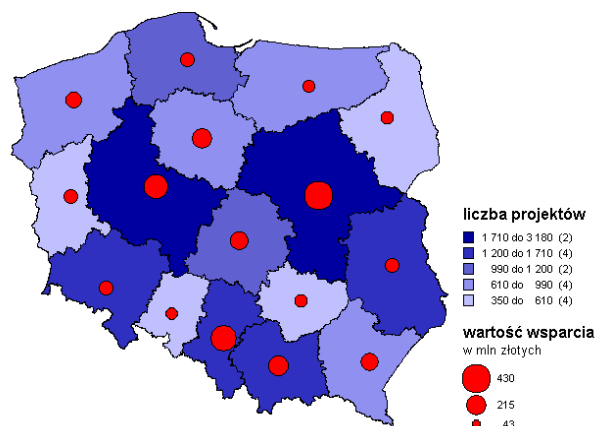 liczba projektów
1 710 do 3 180 (2)
1 200 do 1 710 (4)
990 do 1 200 (2)
610 do 990 (4)
350 do 610 (4)
wartość wsparcia
w mln złotych
430
215
43